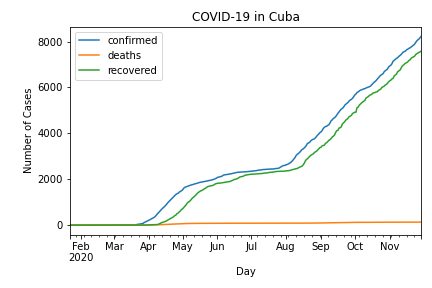 COVID-19 in Cuba
confirmed
deaths
recovered
Number of Cases
8000
6000
4000
2000
0
Feb Mar Apr May Jun Jul Aug Sep Oct Nov
2020
Day